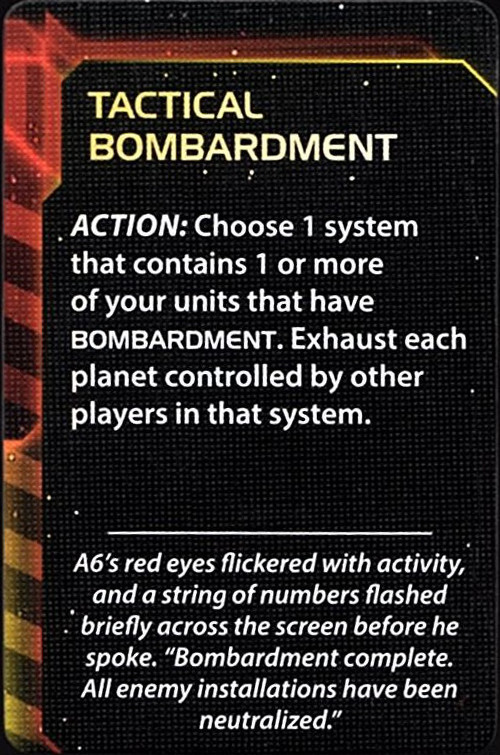 TACTICAL
BOMBARDMENT
ACTION: Choose 1 system
that contains 1 or more
of your units that have
BOMBARDMENT. Exhaust each
planet controlled by other
players in that system.
A6's red eyes flickered with activity,
and a string of numbers flashed
briefly across the screen before he
spoke. “Bombardment complete.
All enemy installations have been
neutralized.”